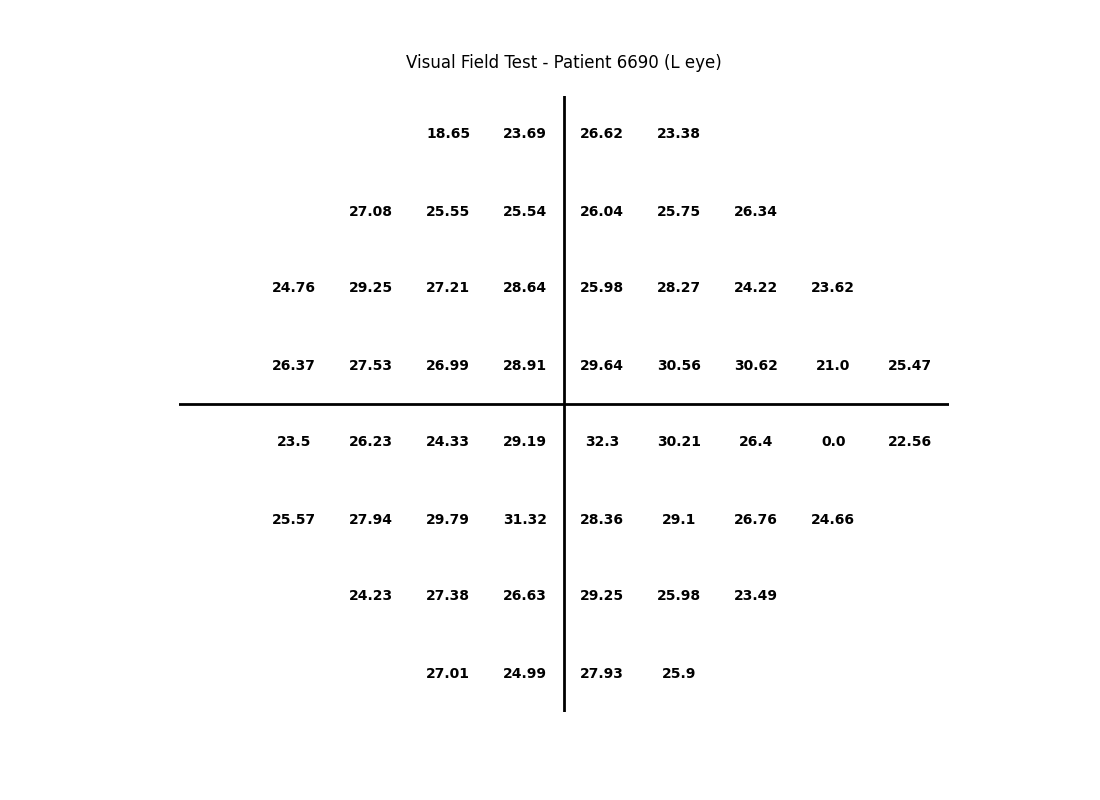 Visual Field Test - Patient 6690 (L eye)
18.65 23.69 26.62 23.38
27.08 25.55 25.54 26.04 25.75 26.34
24.76 29.25 27.21 28.64 25.98 28.27 24.22 23.62
26.37 27.53 26.99 28.91 29.64 30.56 30.62 21.0 25.47
23.5 26.23 24.33 29.19 32.3 30.21 26.4 0.0 22.56
25.57 27.94 29.79 31.32 28.36 29.1 26.76 24.66
24.23 27.38 26.63 29.25 25.98 23.49
27.01 24.99 27.93 25.9